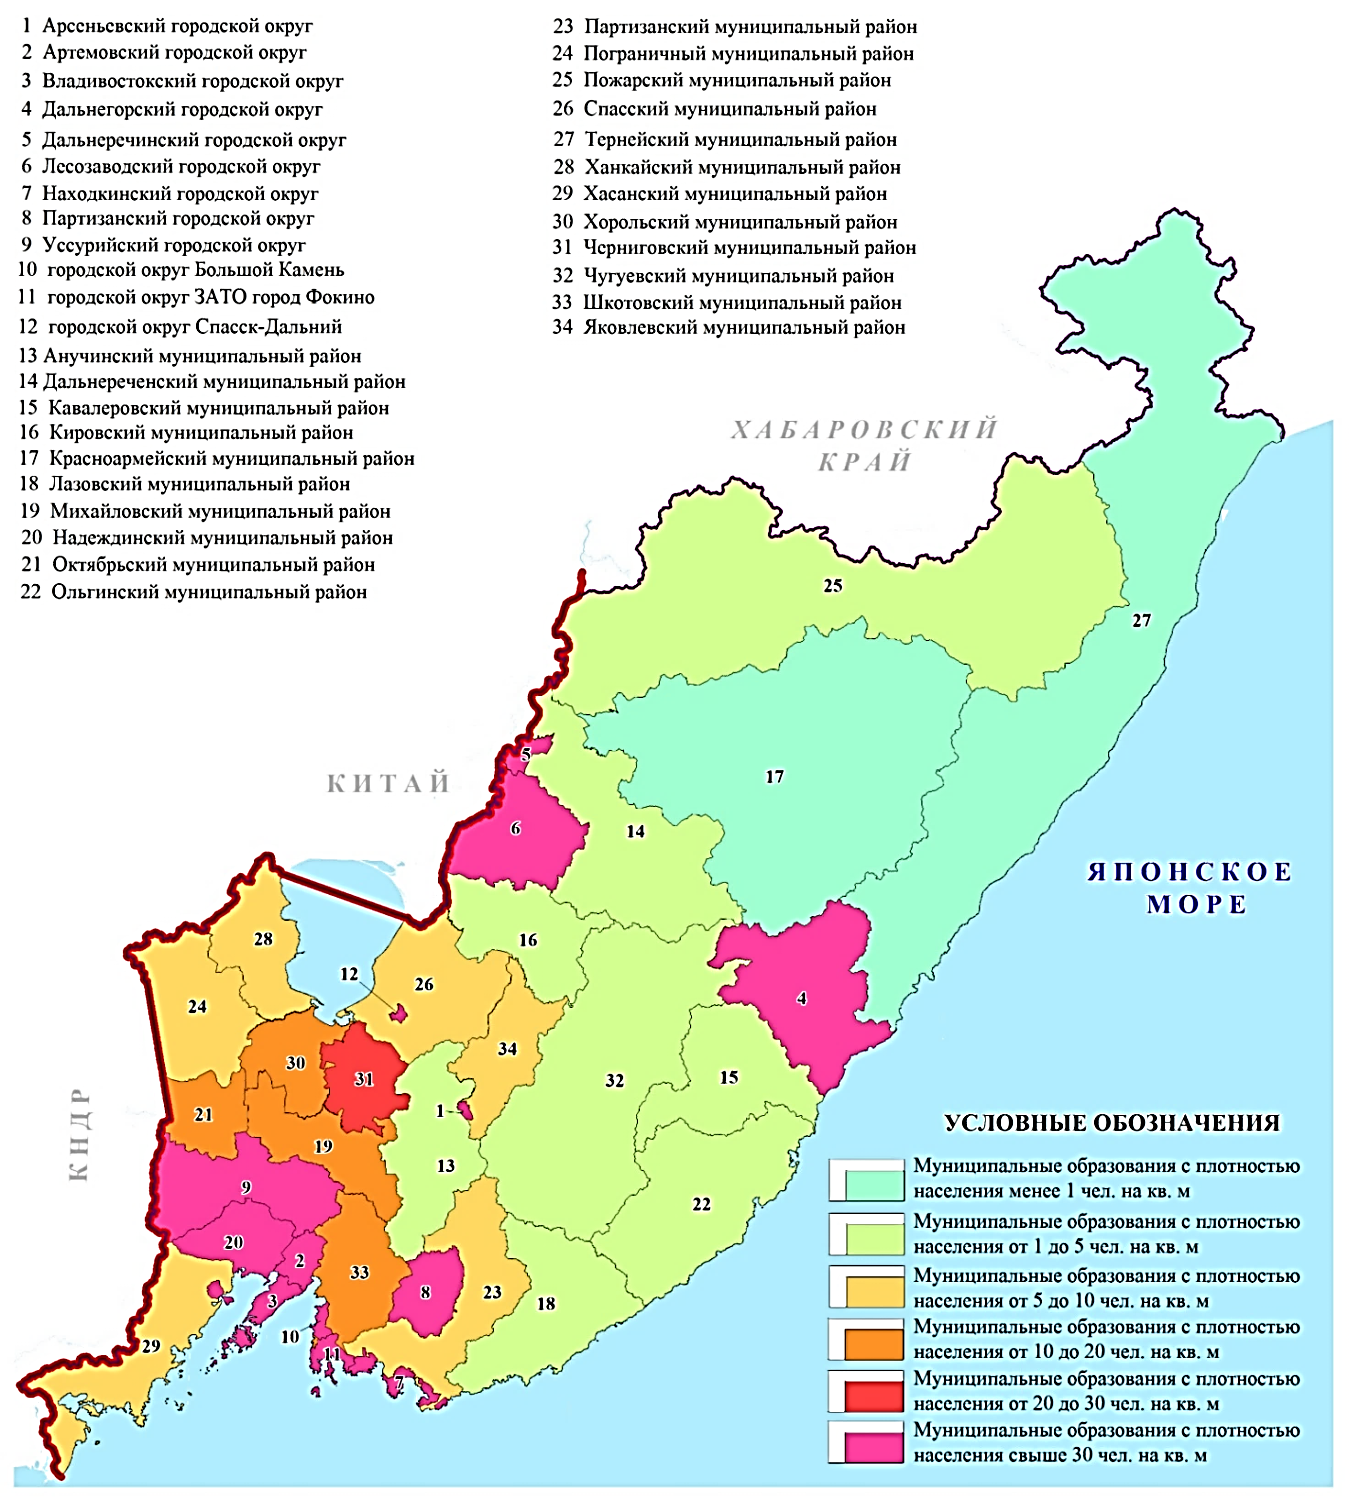 1 Арсеньевский городской округ
2 Артемовский городской округ
3 Владивостокский городской округ
4 Дальнегорский городской округ
5 Дальнеречинский городской округ
6 Лесозаводский городской округ
7 Находкинский городской округ
8 Партизанский городской округ
9 Уссурийский городской округ
10 городской округ Большой Камень
11 городской округ ЗАТО город Фокино
12 городской округ Спасск-Дальний
13 Анучинский муниципальный район
14 Дальнереченский муниципальный район
15 Кавалеровский муниципальный район
16 Кировский муниципальный район
17 Красноармейский муниципальный район
18 Лазовский муниципальный район
19 Михайловский муниципальный район
20 Надеждинский муниципальный район
21 Октябрьский муниципальный район
22 Ольгинский муниципальный район
23 Партизанский муниципальный район
24 Пограничный муниципальный район
25 Пожарский муниципальный район
26 Спасский муниципальный район
27 Тернейский муниципальный район
28 Ханкайский муниципальный район
29 Хасанский муниципальный район
30 Хорольский муниципальный район
31 Черниговский муниципальный район
32 Чугуевский муниципальный район
33 Шкотовский муниципальный район
34 Яковлевский муниципальный район
ХАБАРОВСКИЙ
КРАЙ
25
27
КИТАЙ
5
17
6
14
ЯПОНСКОЕ
МОРЕ
28
16
12
26
24
4
34
30
31
15
32
КНДР
21
1
19
13
9
22
20
2
33
8
23
3
18
10
29
11
7
УСЛОВНЫЕ ОБОЗНАЧЕНИЯ
Муниципальные образования с плотностью
населения менее 1 чел. на кв. м
Муниципальные образования с плотностью
населения от 1 до 5 чел. на кв. м
Муниципальные образования с плотностью
населения от 5 до 10 чел. на кв. м
Муниципальные образования с плотностью
населения от 10 до 20 чел. на кв. м
Муниципальные образования с плотностью
населения от 20 до 30 чел. на кв. м
Муниципальные образования с плотностью
населения свыше 30 чел. на кв. м